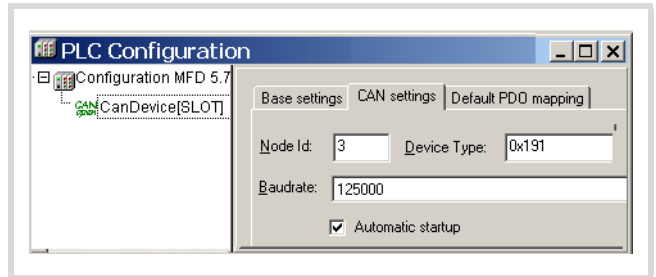 PLC Configuration
Configuration MFD 5.7
CAN open CanDevice[SLOT]
Base settings CAN settings Default PDO mapping
Node Id: 3 Device Type: 0x191
Baudrate: 125000
Automatic startup